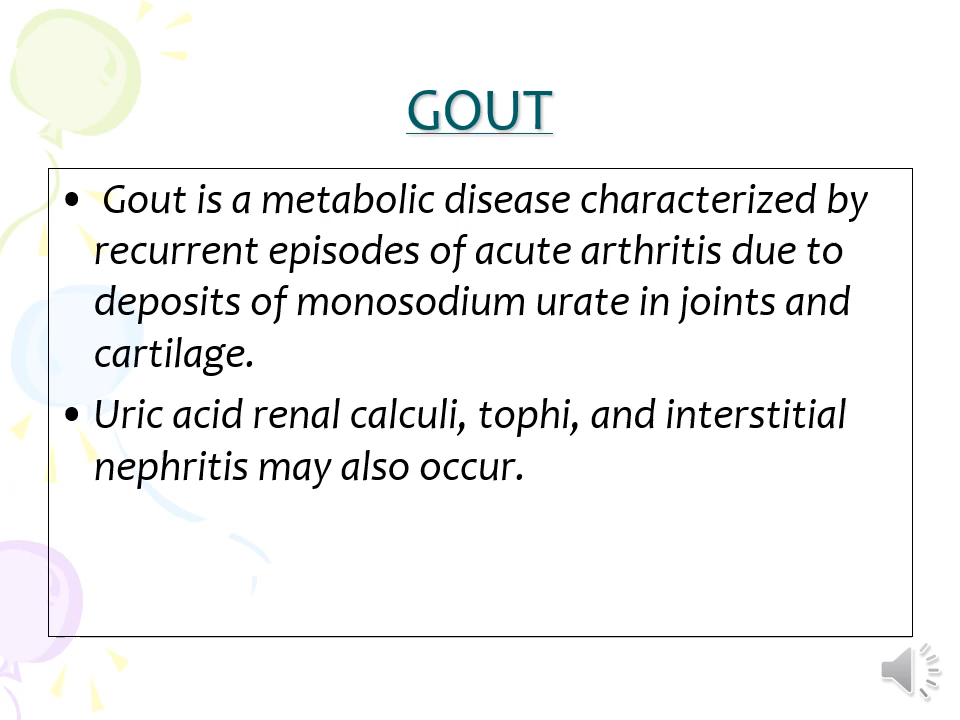 GOUT
• Gout is a metabolic disease characterized by
recurrent episodes of acute arthritis due to
deposits of monosodium urate in joints and
cartilage.
• Uric acid renal calculi, tophi, and interstitial
nephritis may also occur.